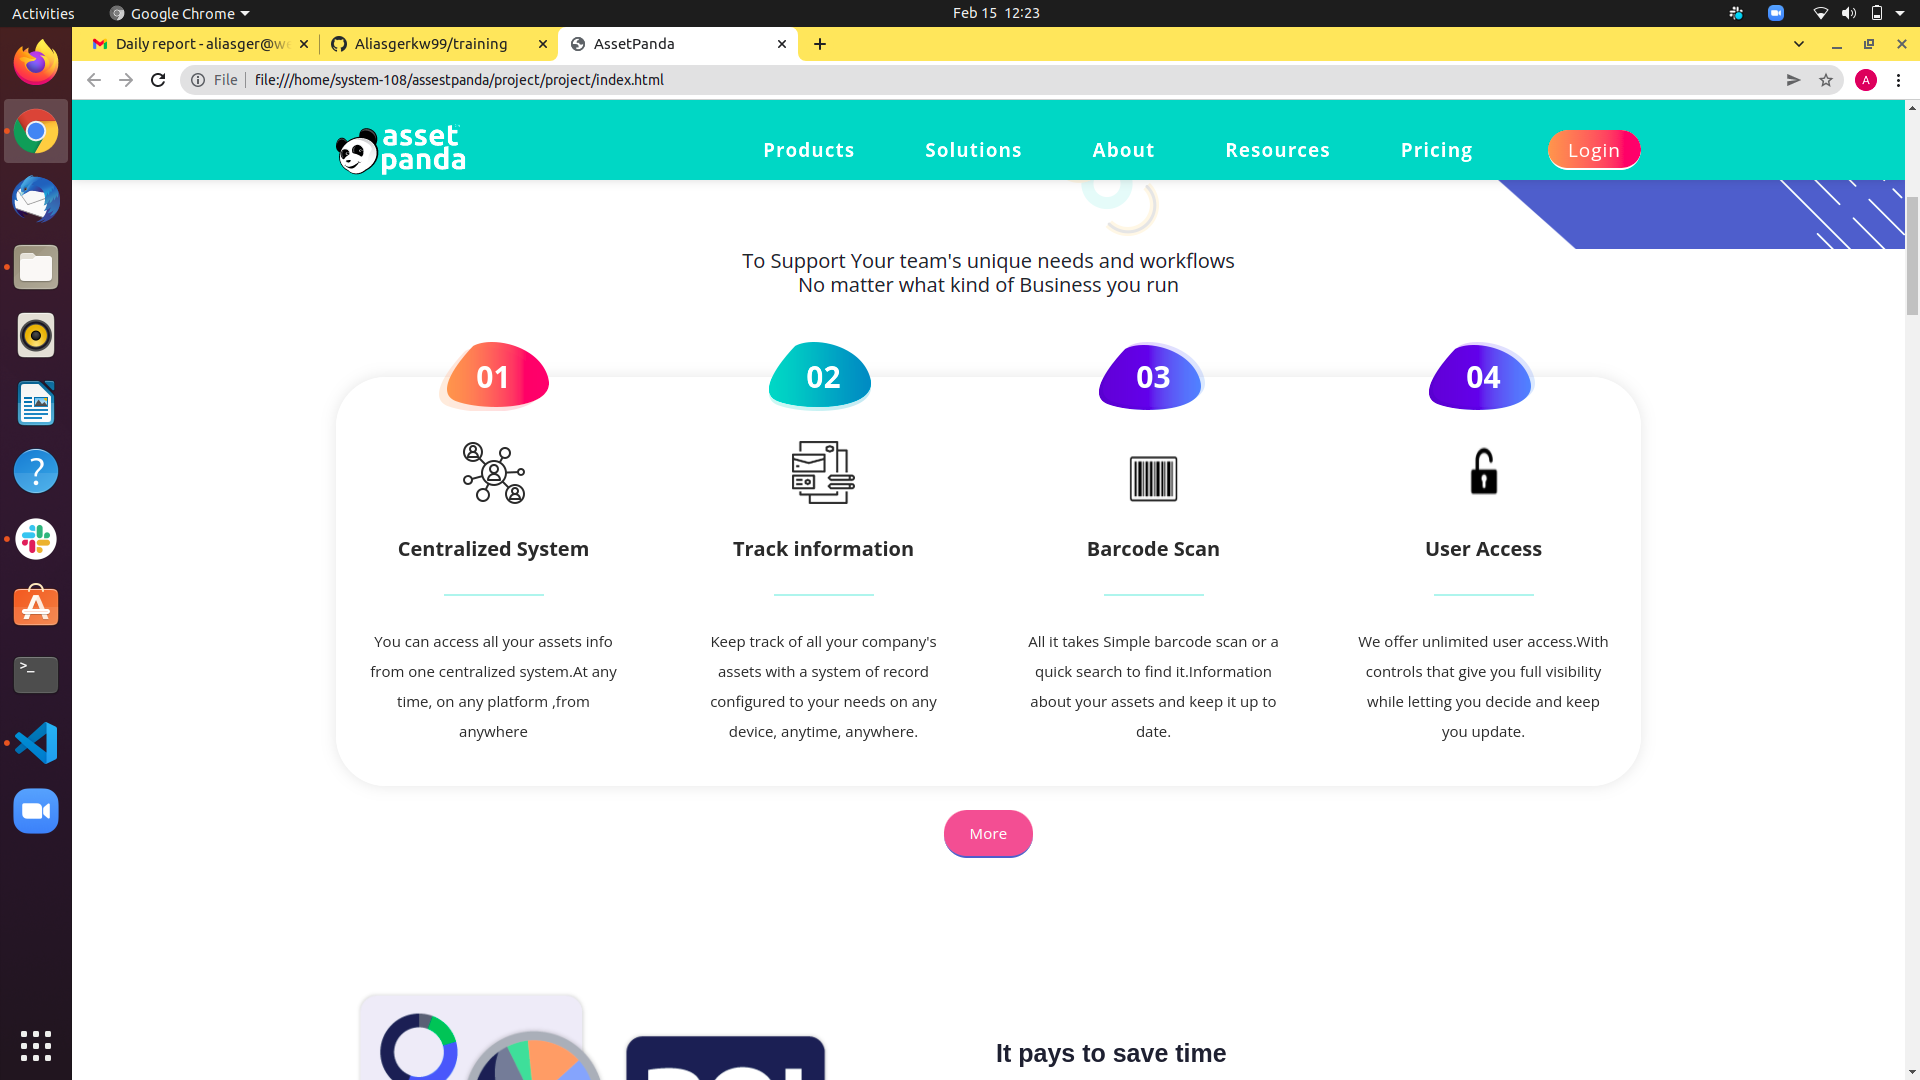 Activities
Google Chrome
Feb 15 12:23
Daily report - aliasger@we
Aliasgerkw99/training
AssetPanda
File
file:///home/system-108/assestpanda/project/project/index.html
A
asset
panda
Products
Solutions
About
Resources
Pricing
Login
To Support Your team's unique needs and workflows
No matter what kind of Business you run
01
02
03
04
Centralized System
Track information
Barcode Scan
User Access
You can access all your assets info
from one centralized system.At any
time, on any platform ,from
anywhere
Keep track of all your company's
assets with a system of record
configured to your needs on any
device, anytime, anywhere.
All it takes Simple barcode scan or a
quick search to find it.Information
about your assets and keep it up to
date.
We offer unlimited user access.With
controls that give you full visibility
while letting you decide and keep
you update.
More
It pays to save time